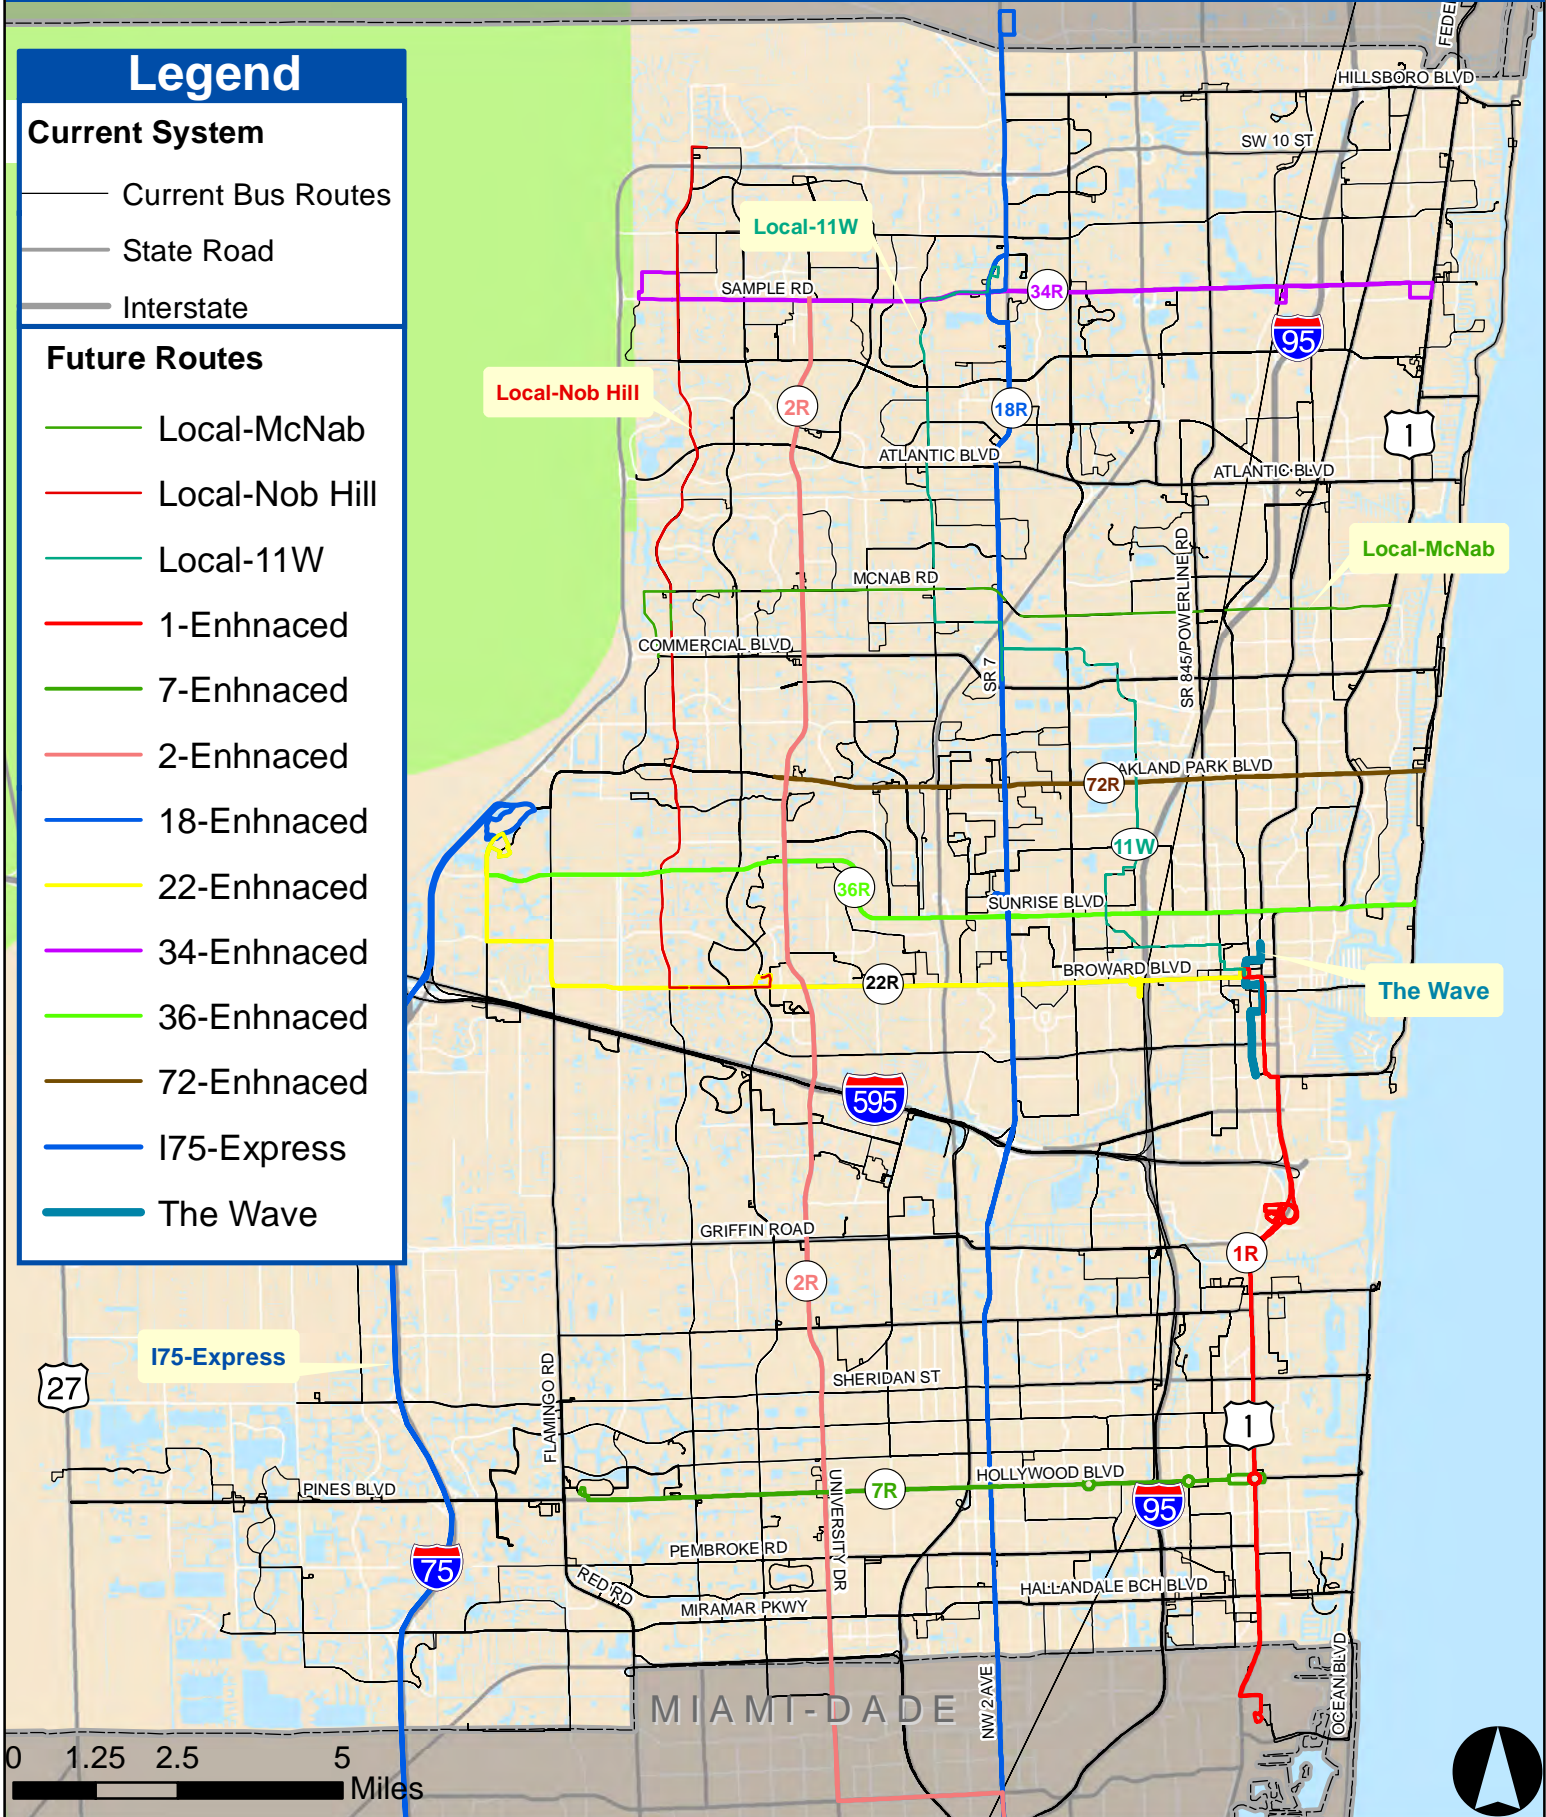 Legend
Current System
Current Bus Routes
State Road
Interstate
Future Routes
Local-McNab
Local-Nob Hill
Local-11W
1-Enhnaced
7-Enhnaced
2-Enhnaced
18-Enhnaced
22-Enhnaced
34-Enhnaced
36-Enhnaced
72-Enhnaced
I75-Express
The Wave
FEDE
HILLSBORO BLVD
SW 10 ST
Local-11W
SAMPLE RD
34R
95
Local-Nob Hill
2R
18R
1
ATLANTIC BLVD
ATLANTIC BLVD
SR 845/POWERLINE RD
Local-McNab
MCNAB RD
COMMERCIAL BLVD
SR 7
AKLAND PARK BLVD
72R
11W
36R
SUNRISE BLVD
BROWARD BLVD
22R
The Wave
595
GRIFFIN ROAD
1R
2R
I75-Express
27
FLAMINGO RD
SHERIDAN ST
1
UNIVERSITY DR
HOLLYWOOD BLVD
PINES BLVD
7R
95
75
PEMBROKE RD
RED RD
HALLANDALE BCH BLVD
MIRAMAR PKWY
OCEAN BLVD
NW 2 AVE
MIAMI-DADE
0 1.25 2.5 5
Miles